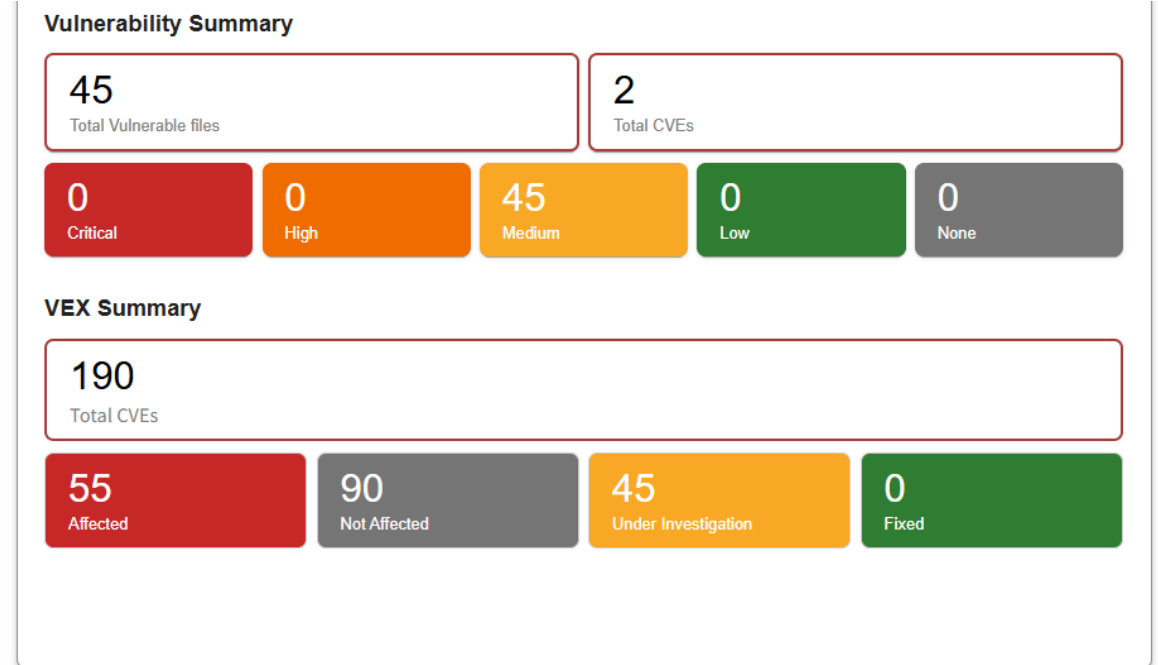 Vulnerability Summary
45
Total Vulnerable files
2
Total CVEs
0
Critical
0
High
45
Medium
0
Low
0
None
VEX Summary
190
Total CVEs
55
Affected
90
Not Affected
45
Under Investigation
0
Fixed